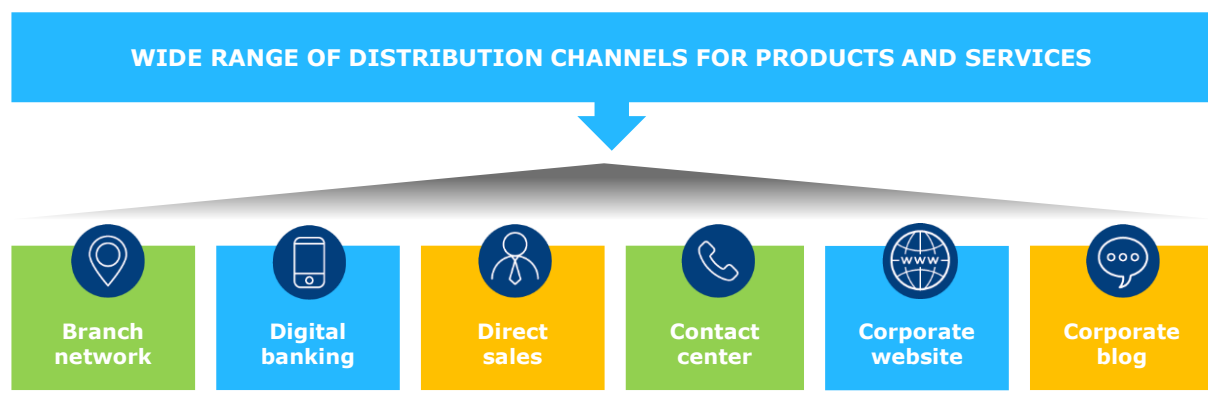 WIDE RANGE OF DISTRIBUTION CHANNELS FOR PRODUCTS AND SERVICES
Branch
network
Digital
banking
Direct
sales
Contact
center
www
Corporate
website
Corporate
blog